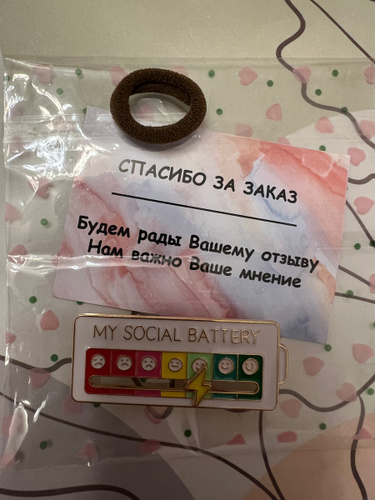 СПАСИБО ЗА ЗАКАЗ
Будем рады Вашему отзыву
Нам важно Ваше мнение
MY SOCIAL BATTERY